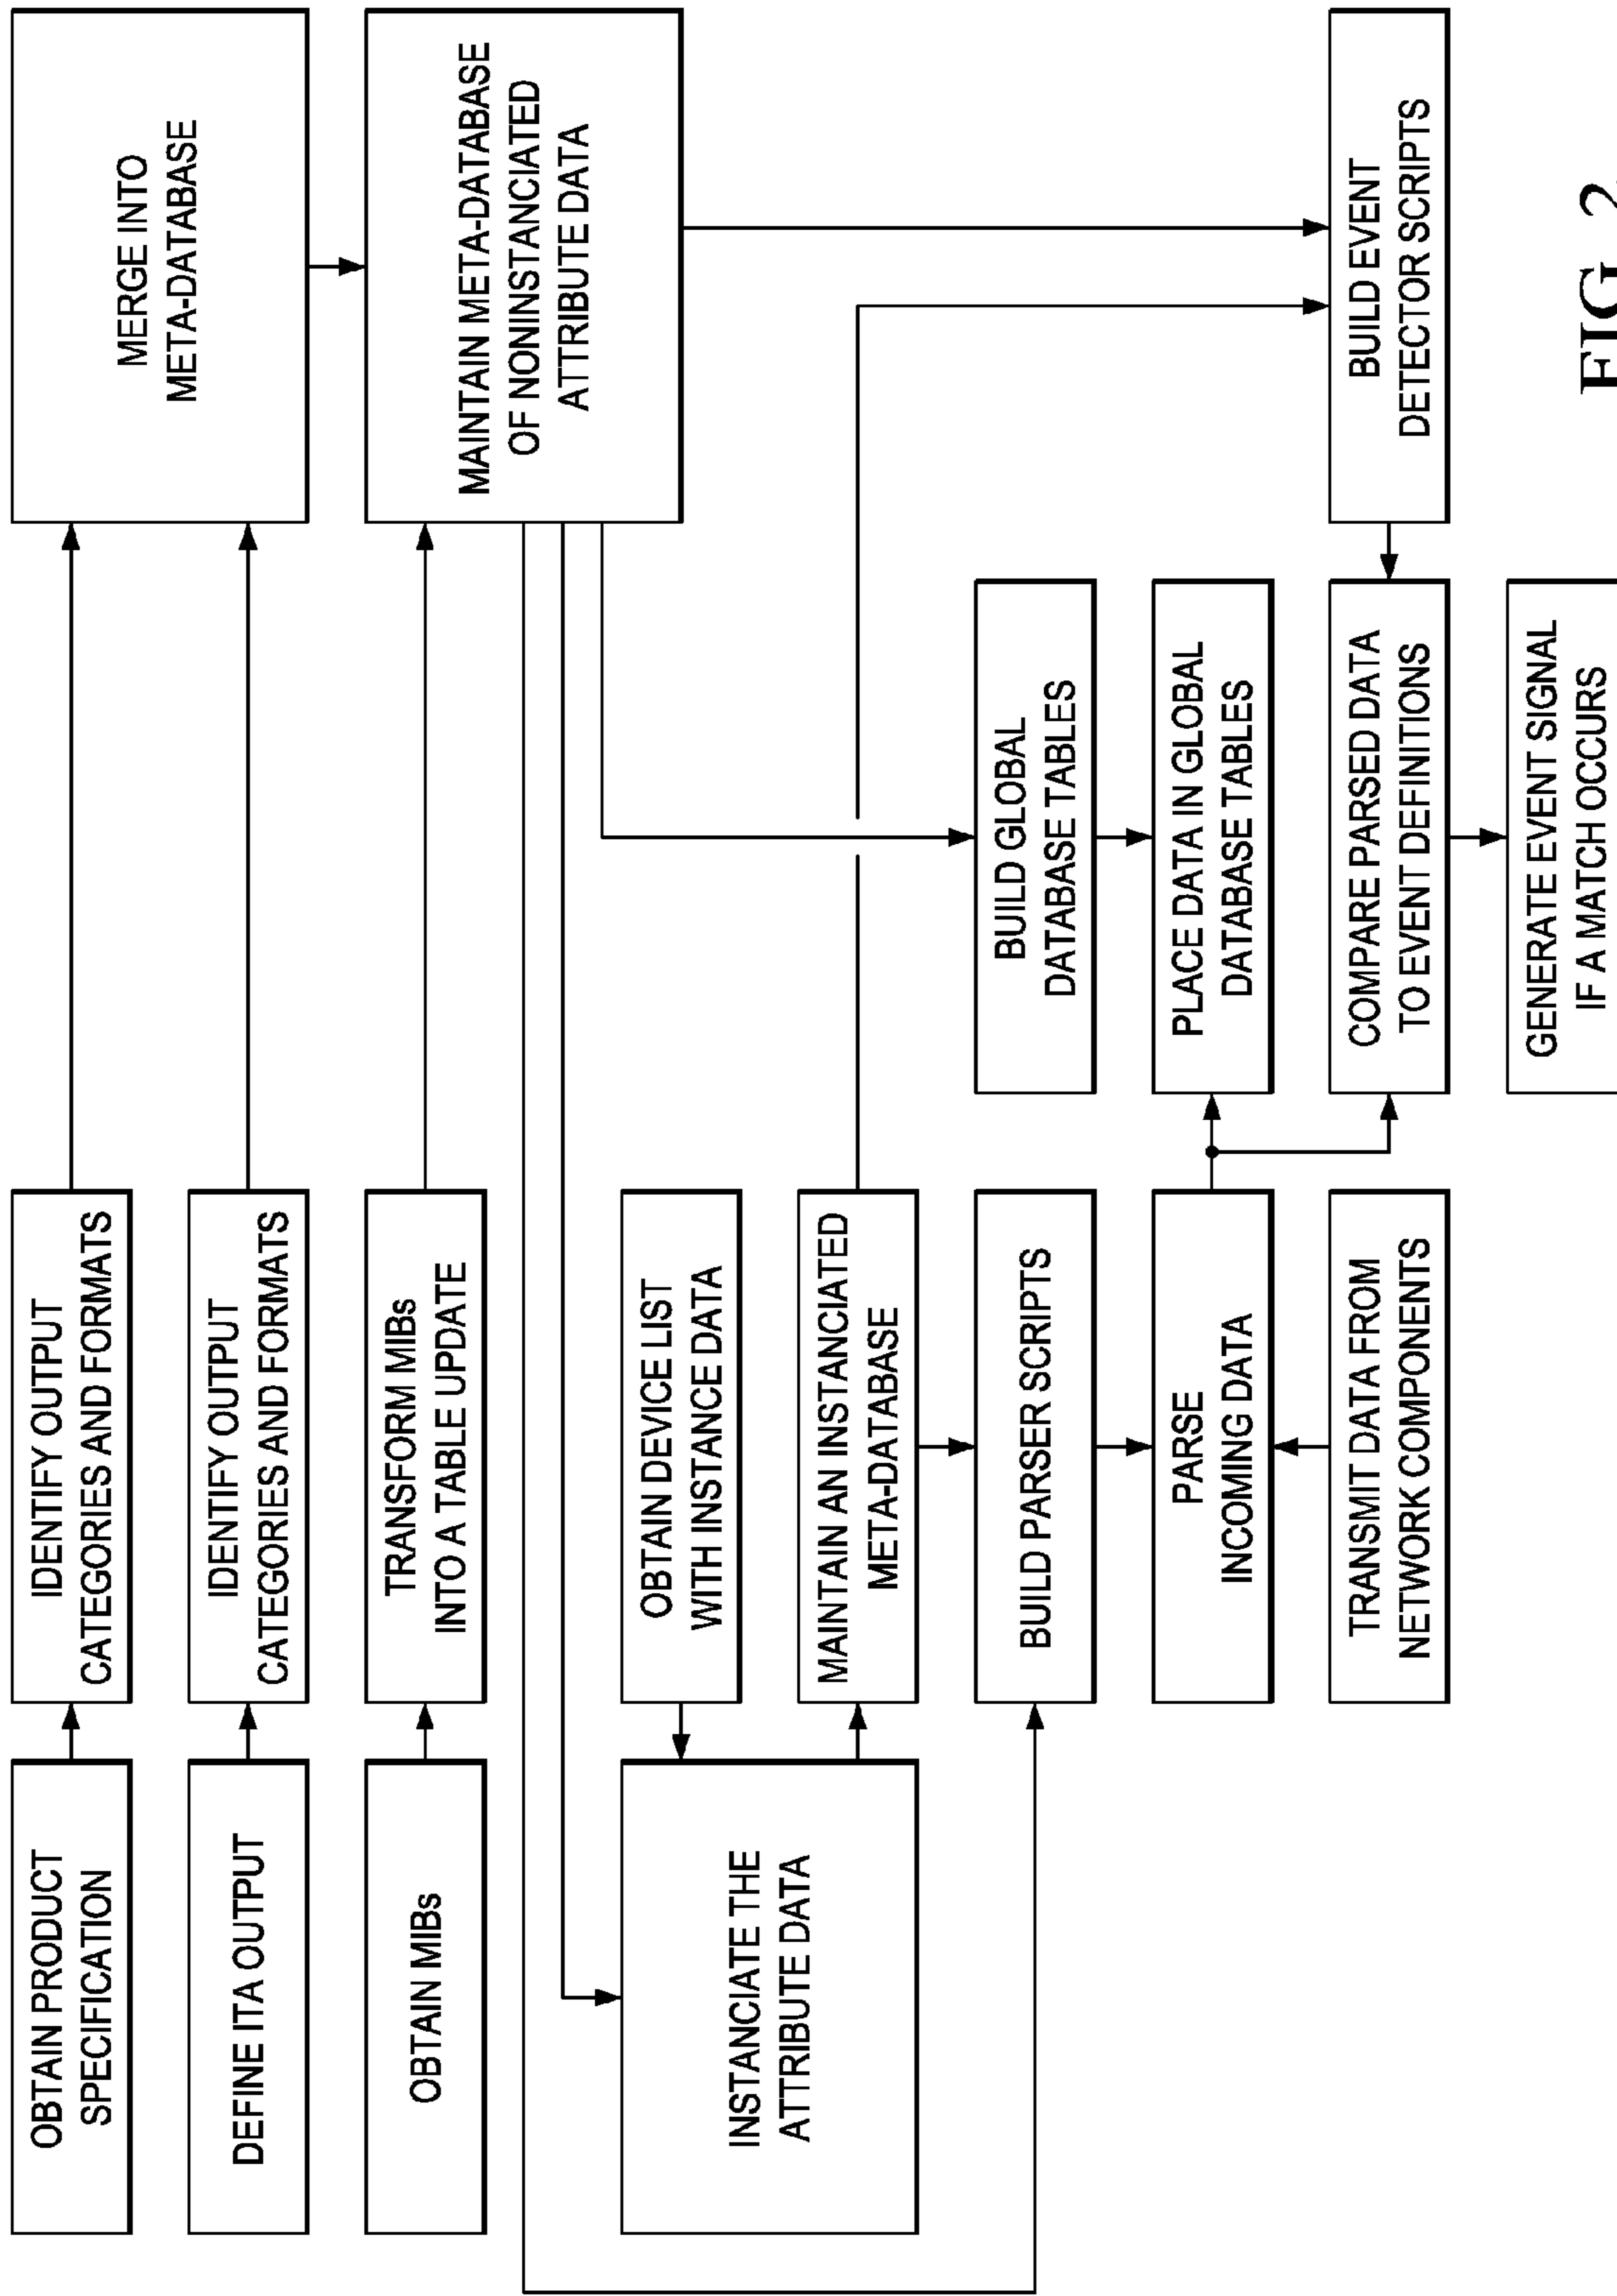 OBTAIN PRODUCT
SPECIFICATION
IDENTIFY OUTPUT
CATEGORIES AND FORMATS
MERGE INTO
META-DATABASE
DEFINE ITA OUTPUT
IDENTIFY OUTPUT
CATEGORIES AND FORMATS
OBTAIN MIBs
TRANSFORM MIBs
INTO A TABLE UPDATE
MAINTAIN META-DATABASE
OF NONINSTANCIATED
ATTRIBUTE DATA
INSTANCIATE THE
ATTRIBUTE DATA
OBTAIN DEVICE LIST
WITH INSTANCE DATA
MAINTAIN AN INSTANCIATED
META-DATABASE
BUILD PARSER SCRIPTS
BUILD GLOBAL
DATABASE TABLES
PARSE
INCOMING DATA
PLACE DATA IN GLOBAL
DATABASE TABLES
TRANSMIT DATA FROM
NETWORK COMPONENTS
COMPARE PARSED DATA
TO EVENT DEFINITIONS
BUILD EVENT
DETECTOR SCRIPTS
GENERATE EVENT SIGNAL
IF A MATCH OCCURS
FIG. 2